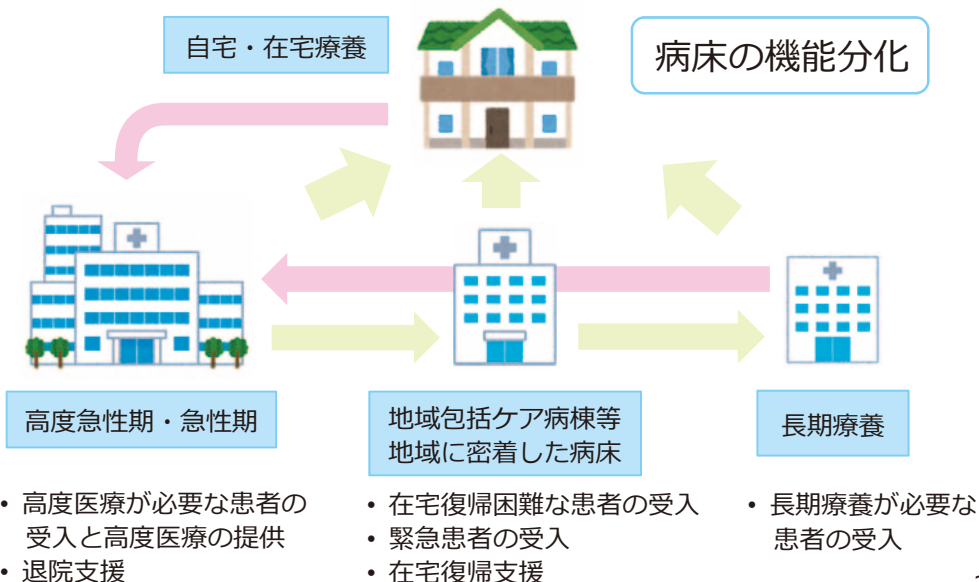 自宅・在宅療養
病床の機能分化
高度急性期・急性期
地域包括ケア病棟等
地域に密着した病床
長期療養
• 高度医療が必要な患者の
受入と高度医療の提供
• 退院支援
• 在宅復帰困難な患者の受入
• 緊急患者の受入
• 在宅復帰支援
• 長期療養が必要な
患者の受入